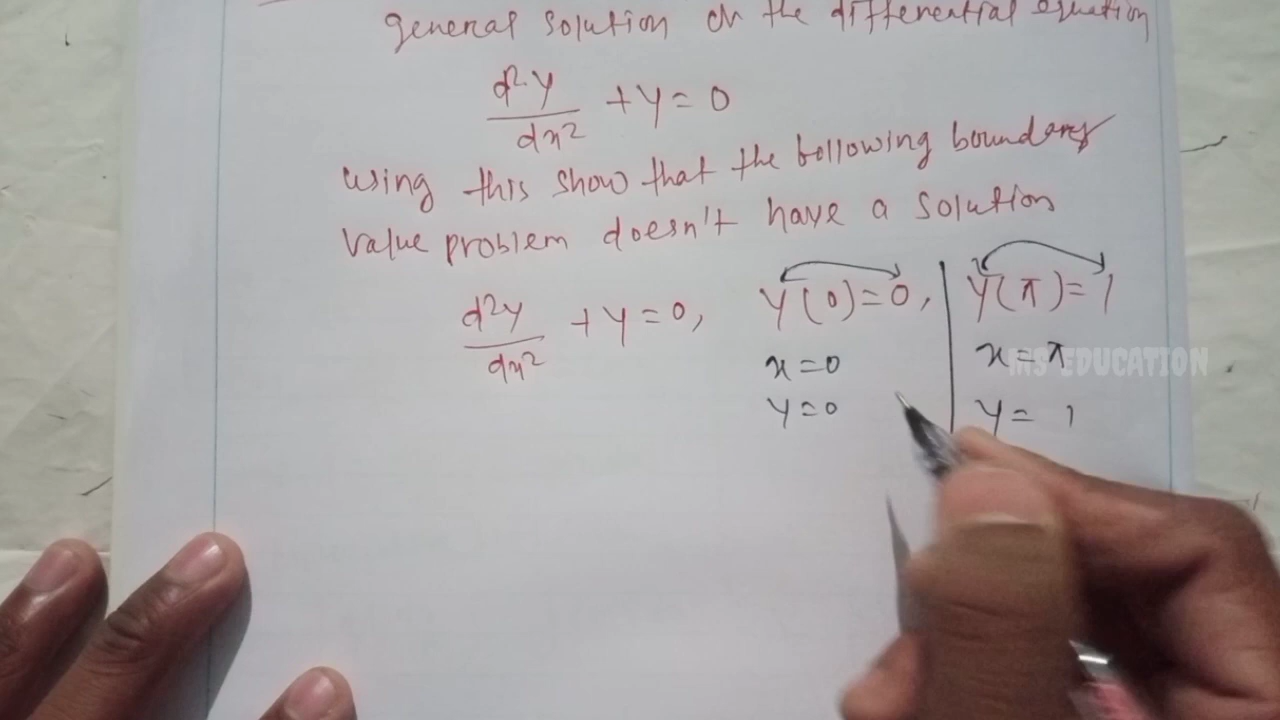 general solution of the differential equation
d²y/dx² + y = 0
using this show that the following boundary
value problem doesn't have a solution
d²y/dx² + y = 0, y(0) = 0, y(π) = 1
x = 0 x = π
y = 0 y = 1
MS EDUCATION